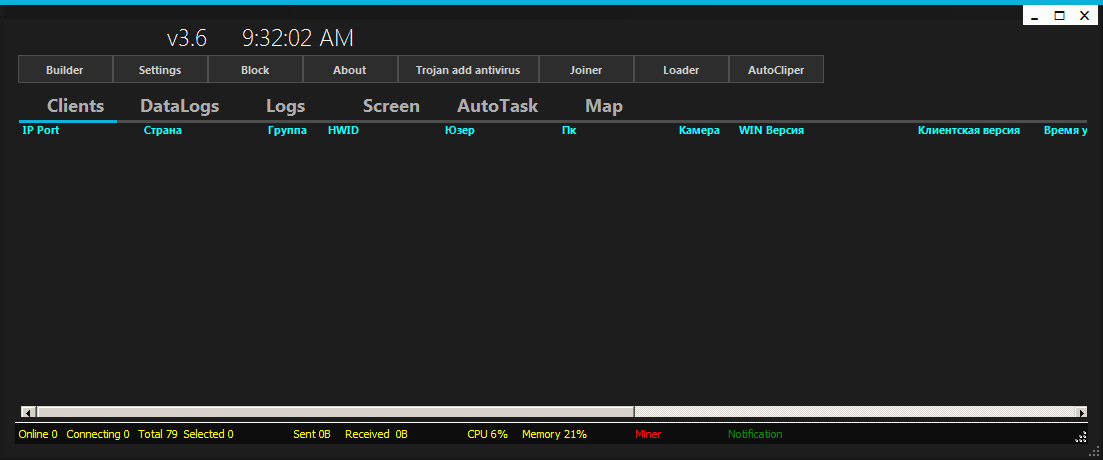 v3.6 9:32:02 AM
Builder Settings Block About Trojan add antivirus Joiner Loader AutoCliper
Clients DataLogs Logs Screen AutoTask Map
IP Port Страна Группа HWID Юзер Пк Камера WIN Версия Клиентская версия Время у
Online 0 Connecting 0 Total 79 Selected 0 Sent 0B Received 0B CPU 6% Memory 21% Miner Notification